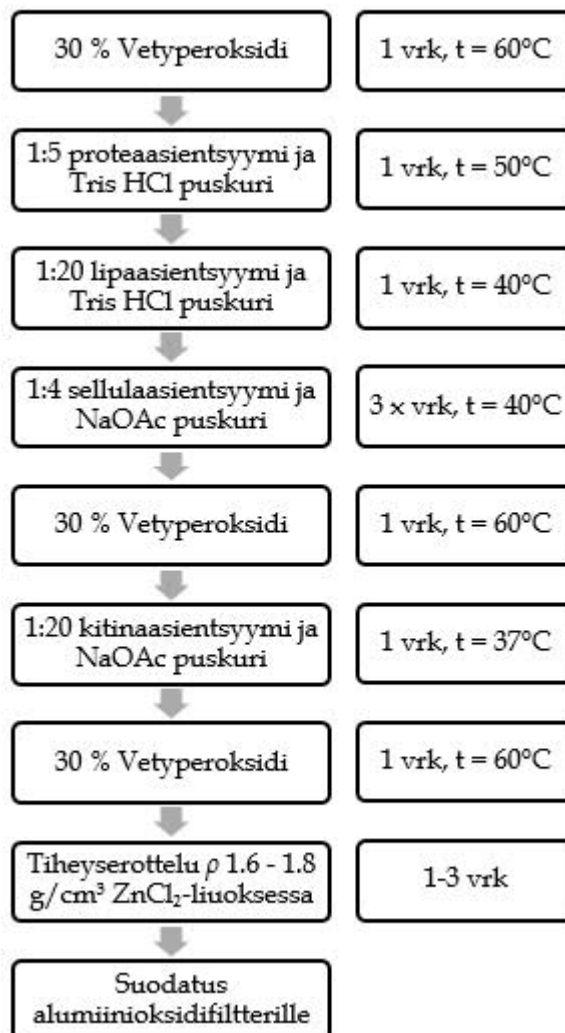 30 % Vetyperoksidi
1 vrk, t = 60°C
1:5 proteaasientsyymi ja
Tris HCl puskuri
1 vrk, t = 50°C
1:20 lipaasientsyymi ja
Tris HCl puskuri
1 vrk, t = 40°C
1:4 sellulaasientsyymi ja
NaOAc puskuri
3 x vrk, t = 40°C
30 % Vetyperoksidi
1 vrk, t = 60°C
1:20 kitinaasientsyymi ja
NaOAc puskuri
1 vrk, t = 37°C
30 % Vetyperoksidi
1 vrk, t = 60°C
Tiheyserottelu ρ 1.6 - 1.8
g/cm³ ZnCl₂-liuoksessa
1-3 vrk
Suodatus
alumiinioksidifiltterille